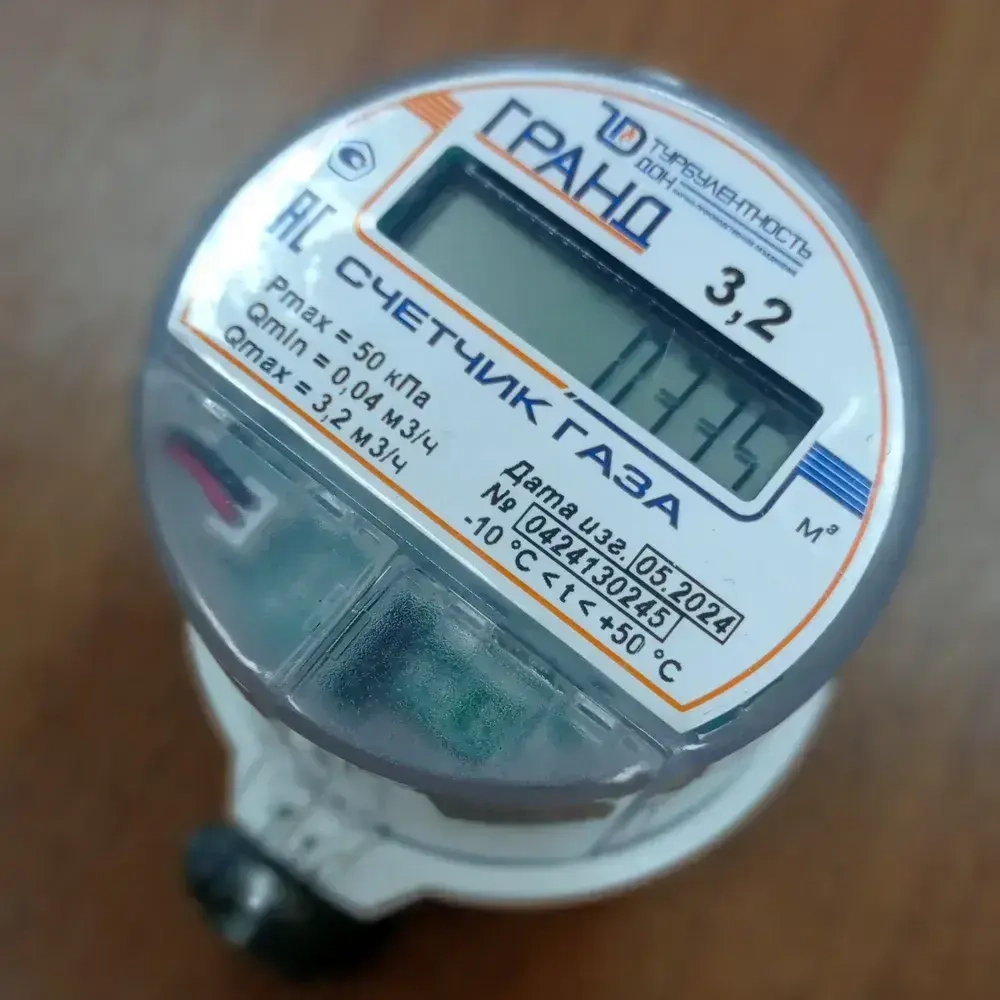 ТУРБУЛЕНТНОСТЬ
ДОН
ГРАНД
3,2
м³
СЧЕТЧИК ГАЗА
Pmax = 50 кПа
Qmin = 0,04 м3/ч
Qmax = 3,2 м3/ч
Дата изг. 05.2024
№ 0424130245
-10 °C < t < +50 °C